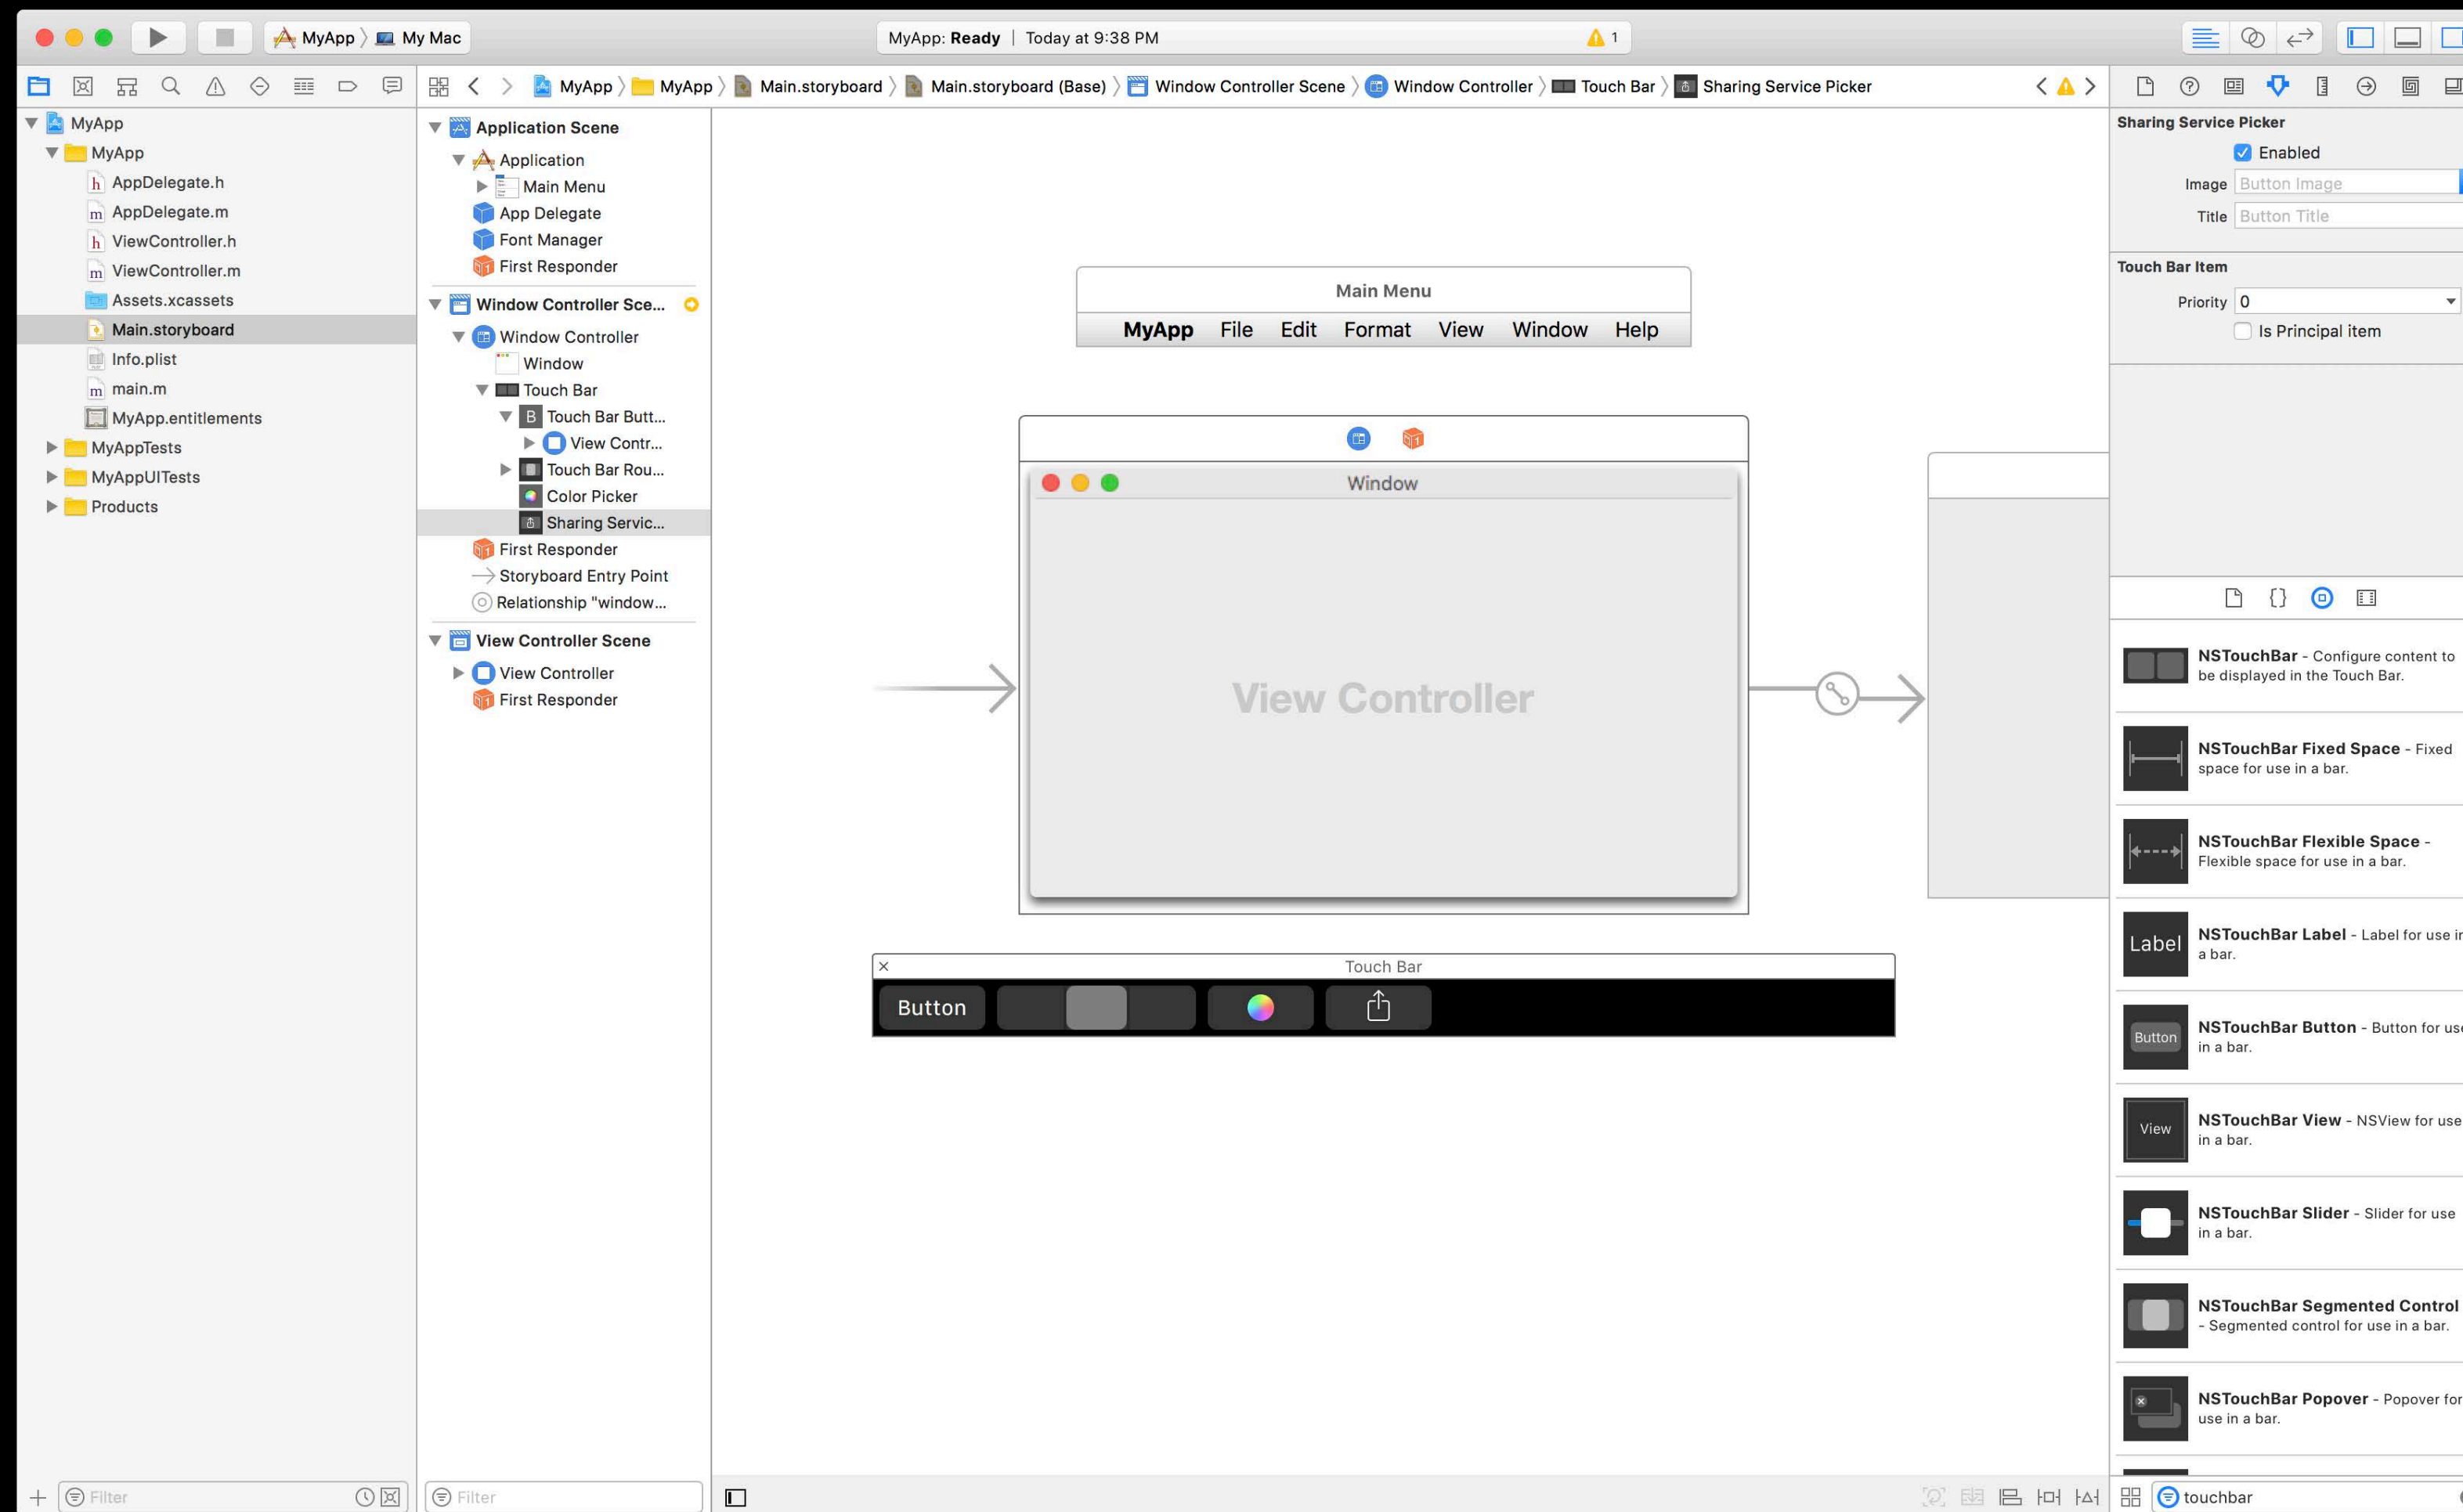 MyApp My Mac
MyApp: Ready | Today at 9:38 PM
1
MyApp MyApp Main.storyboard Main.storyboard (Base) Window Controller Scene Window Controller Touch Bar Sharing Service Picker
MyApp
MyApp
AppDelegate.h
AppDelegate.m
ViewController.h
ViewController.m
Assets.xcassets
Main.storyboard
Info.plist
main.m
MyApp.entitlements
MyAppTests
MyAppUITests
Products
Filter
Application Scene
Application
Main Menu
App Delegate
Font Manager
First Responder
Window Controller Sce...
Window Controller
Window
Touch Bar
B Touch Bar Butt...
View Contr...
Touch Bar Rou...
Color Picker
Sharing Servic...
First Responder
Storyboard Entry Point
Relationship "window...
View Controller Scene
View Controller
First Responder
Filter
Main Menu
MyApp File Edit Format View Window Help
Window
View Controller
Touch Bar
Button
Sharing Service Picker
Enabled
Image Button Image
Title Button Title
Touch Bar Item
Priority 0
Is Principal item
NSTouchBar - Configure content to
be displayed in the Touch Bar.
NSTouchBar Fixed Space - Fixed
space for use in a bar.
NSTouchBar Flexible Space -
Flexible space for use in a bar.
Label
NSTouchBar Label - Label for use in
a bar.
Button
NSTouchBar Button - Button for use
in a bar.
View
NSTouchBar View - NSView for use
in a bar.
NSTouchBar Slider - Slider for use
in a bar.
NSTouchBar Segmented Control
- Segmented control for use in a bar.
NSTouchBar Popover - Popover for
use in a bar.
touchbar